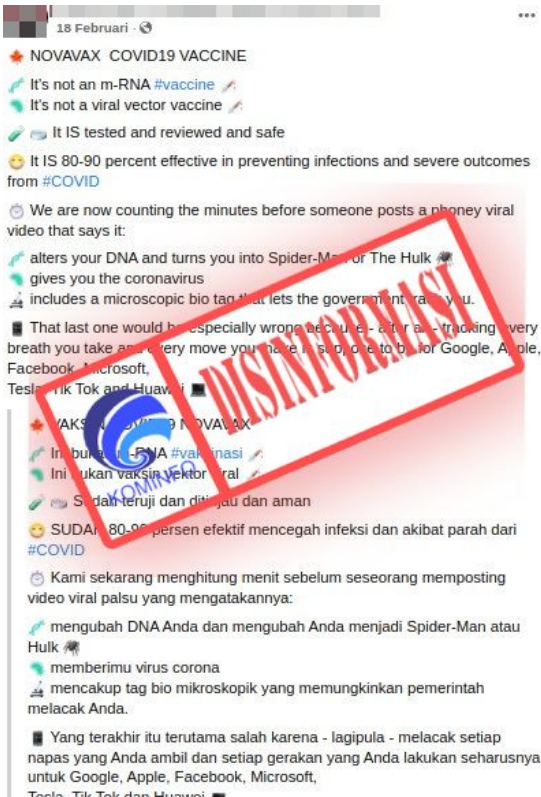 18 Februari ·
NOVAVAX COVID19 VACCINE
It's not an m-RNA #vaccine
It's not a viral vector vaccine
It IS tested and reviewed and safe
It IS 80-90 percent effective in preventing infections and severe outcomes
from #COVID
We are now counting the minutes before someone posts a phoney viral
video that says it:
alters your DNA and turns you into Spider-Man or The Hulk
gives you the coronavirus
includes a microscopic bio tag that lets the government track you.
That last one would be especially wrong because - after all - tracking every
breath you take and every move you make is suppose to be for Google, Apple,
Facebook, Microsoft,
Tesla, Tik Tok and Huawei
DISINFORMASI
KOMINFO
VAKSIN COVID19 NOVAVAX
Ini bukan m-RNA #vaksinasi
Ini bukan vaksin vektor viral
Sudah teruji dan ditinjau dan aman
SUDAH 80-90 persen efektif mencegah infeksi dan akibat parah dari
#COVID
Kami sekarang menghitung menit sebelum seseorang memposting
video viral palsu yang mengatakannya:
mengubah DNA Anda dan mengubah Anda menjadi Spider-Man atau
Hulk
memberimu virus corona
mencakup tag bio mikroskopik yang memungkinkan pemerintah
melacak Anda.
Yang terakhir itu terutama salah karena - lagipula - melacak setiap
napas yang Anda ambil dan setiap gerakan yang Anda lakukan seharusnya
untuk Google, Apple, Facebook, Microsoft,
Tesla, Tik Tok dan Huawei